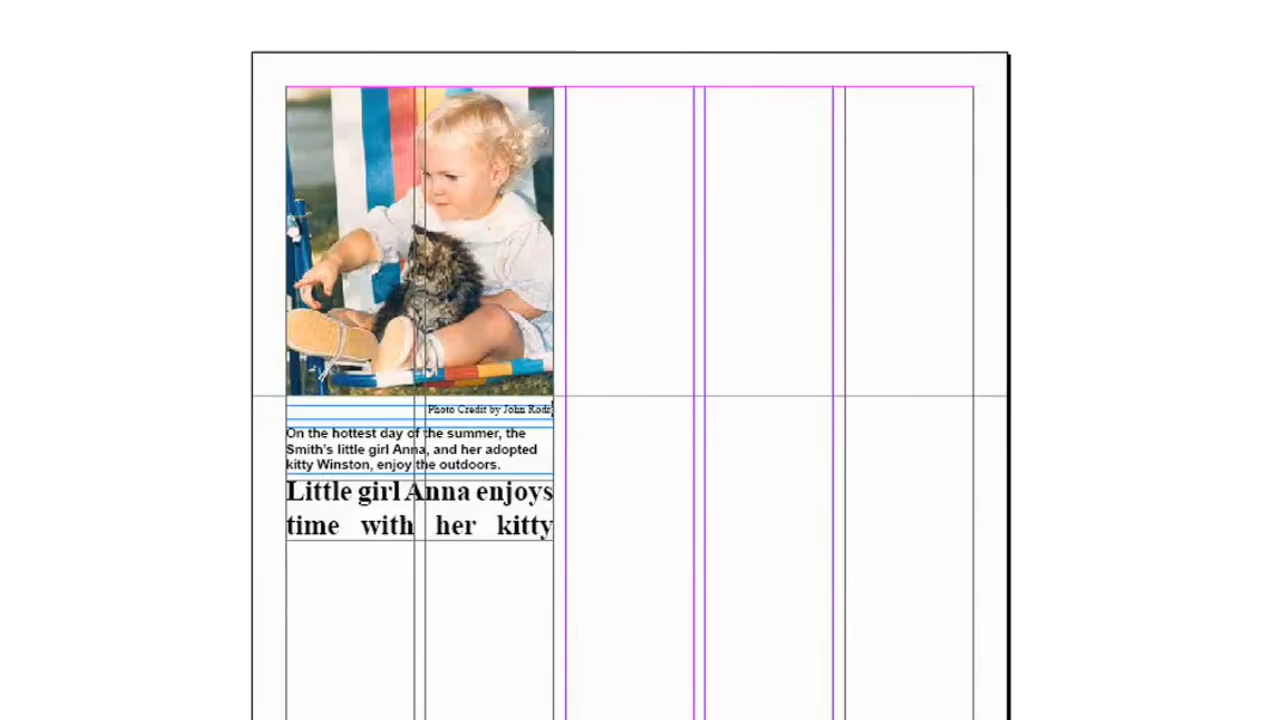 Photo Credit by John Rodr
On the hottest day of the summer, the
Smith's little girl Anna, and her adopted
kitty Winston, enjoy the outdoors.
Little girl Anna enjoys
time with her kitty